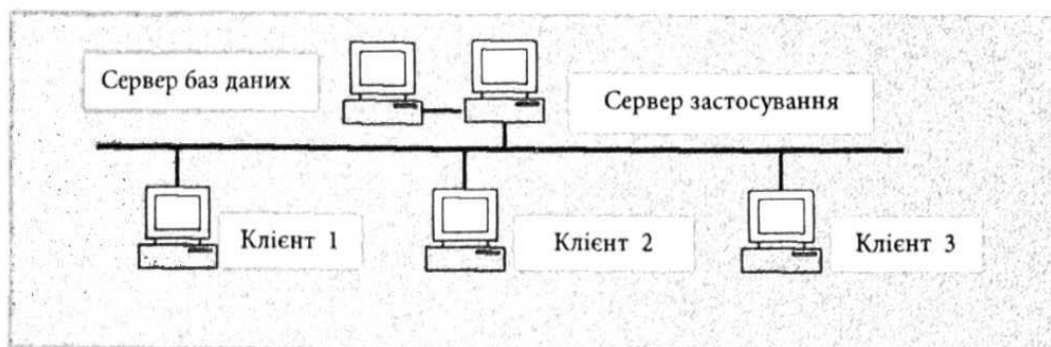 Сервер баз даних
Сервер застосування
Клієнт 1
Клієнт 2
Клієнт 3